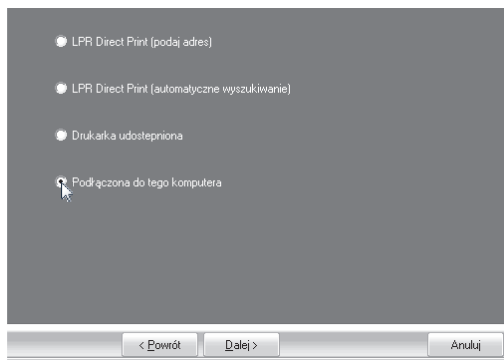 LPR Direct Print (podaj adres)
LPR Direct Print (automatyczne wyszukiwanie)
Drukarka udostepniona
Podłączona do tego komputera
< Powrót Dalej > Anuluj